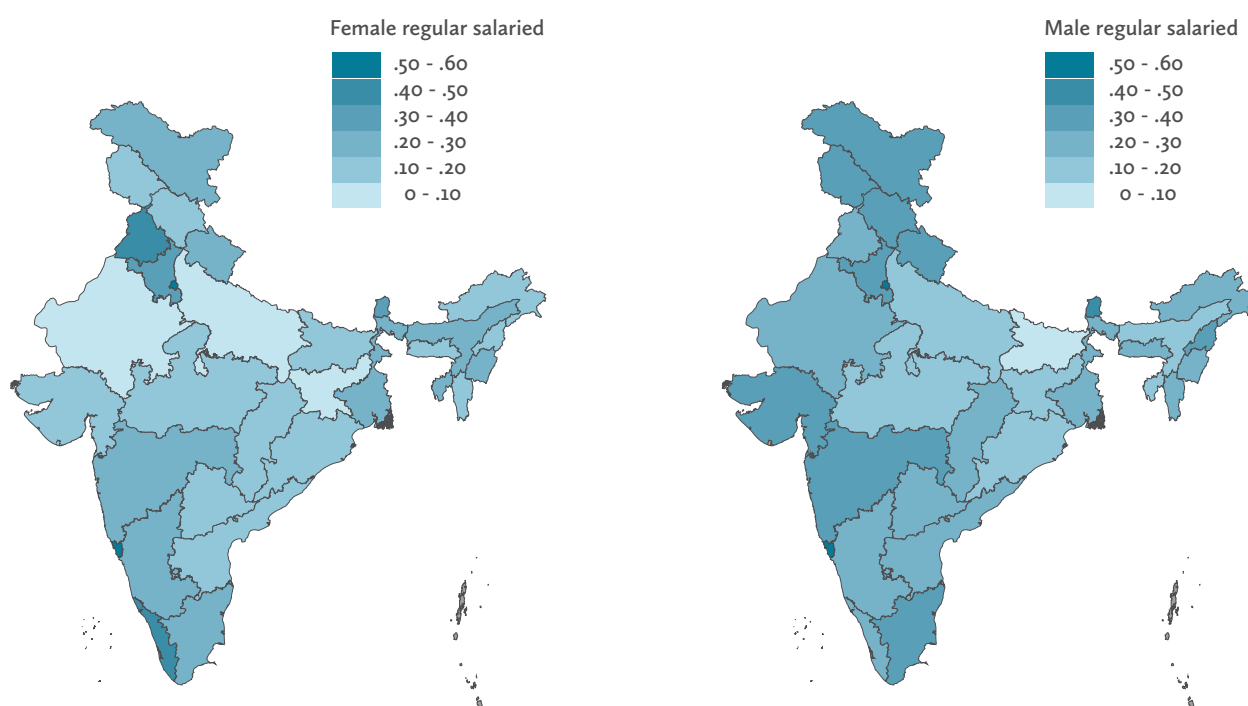 Female regular salaried
.50 - .60
.40 - .50
.30 - .40
.20 - .30
.10 - .20
0 - .10
Male regular salaried
.50 - .60
.40 - .50
.30 - .40
.20 - .30
.10 - .20
0 - .10